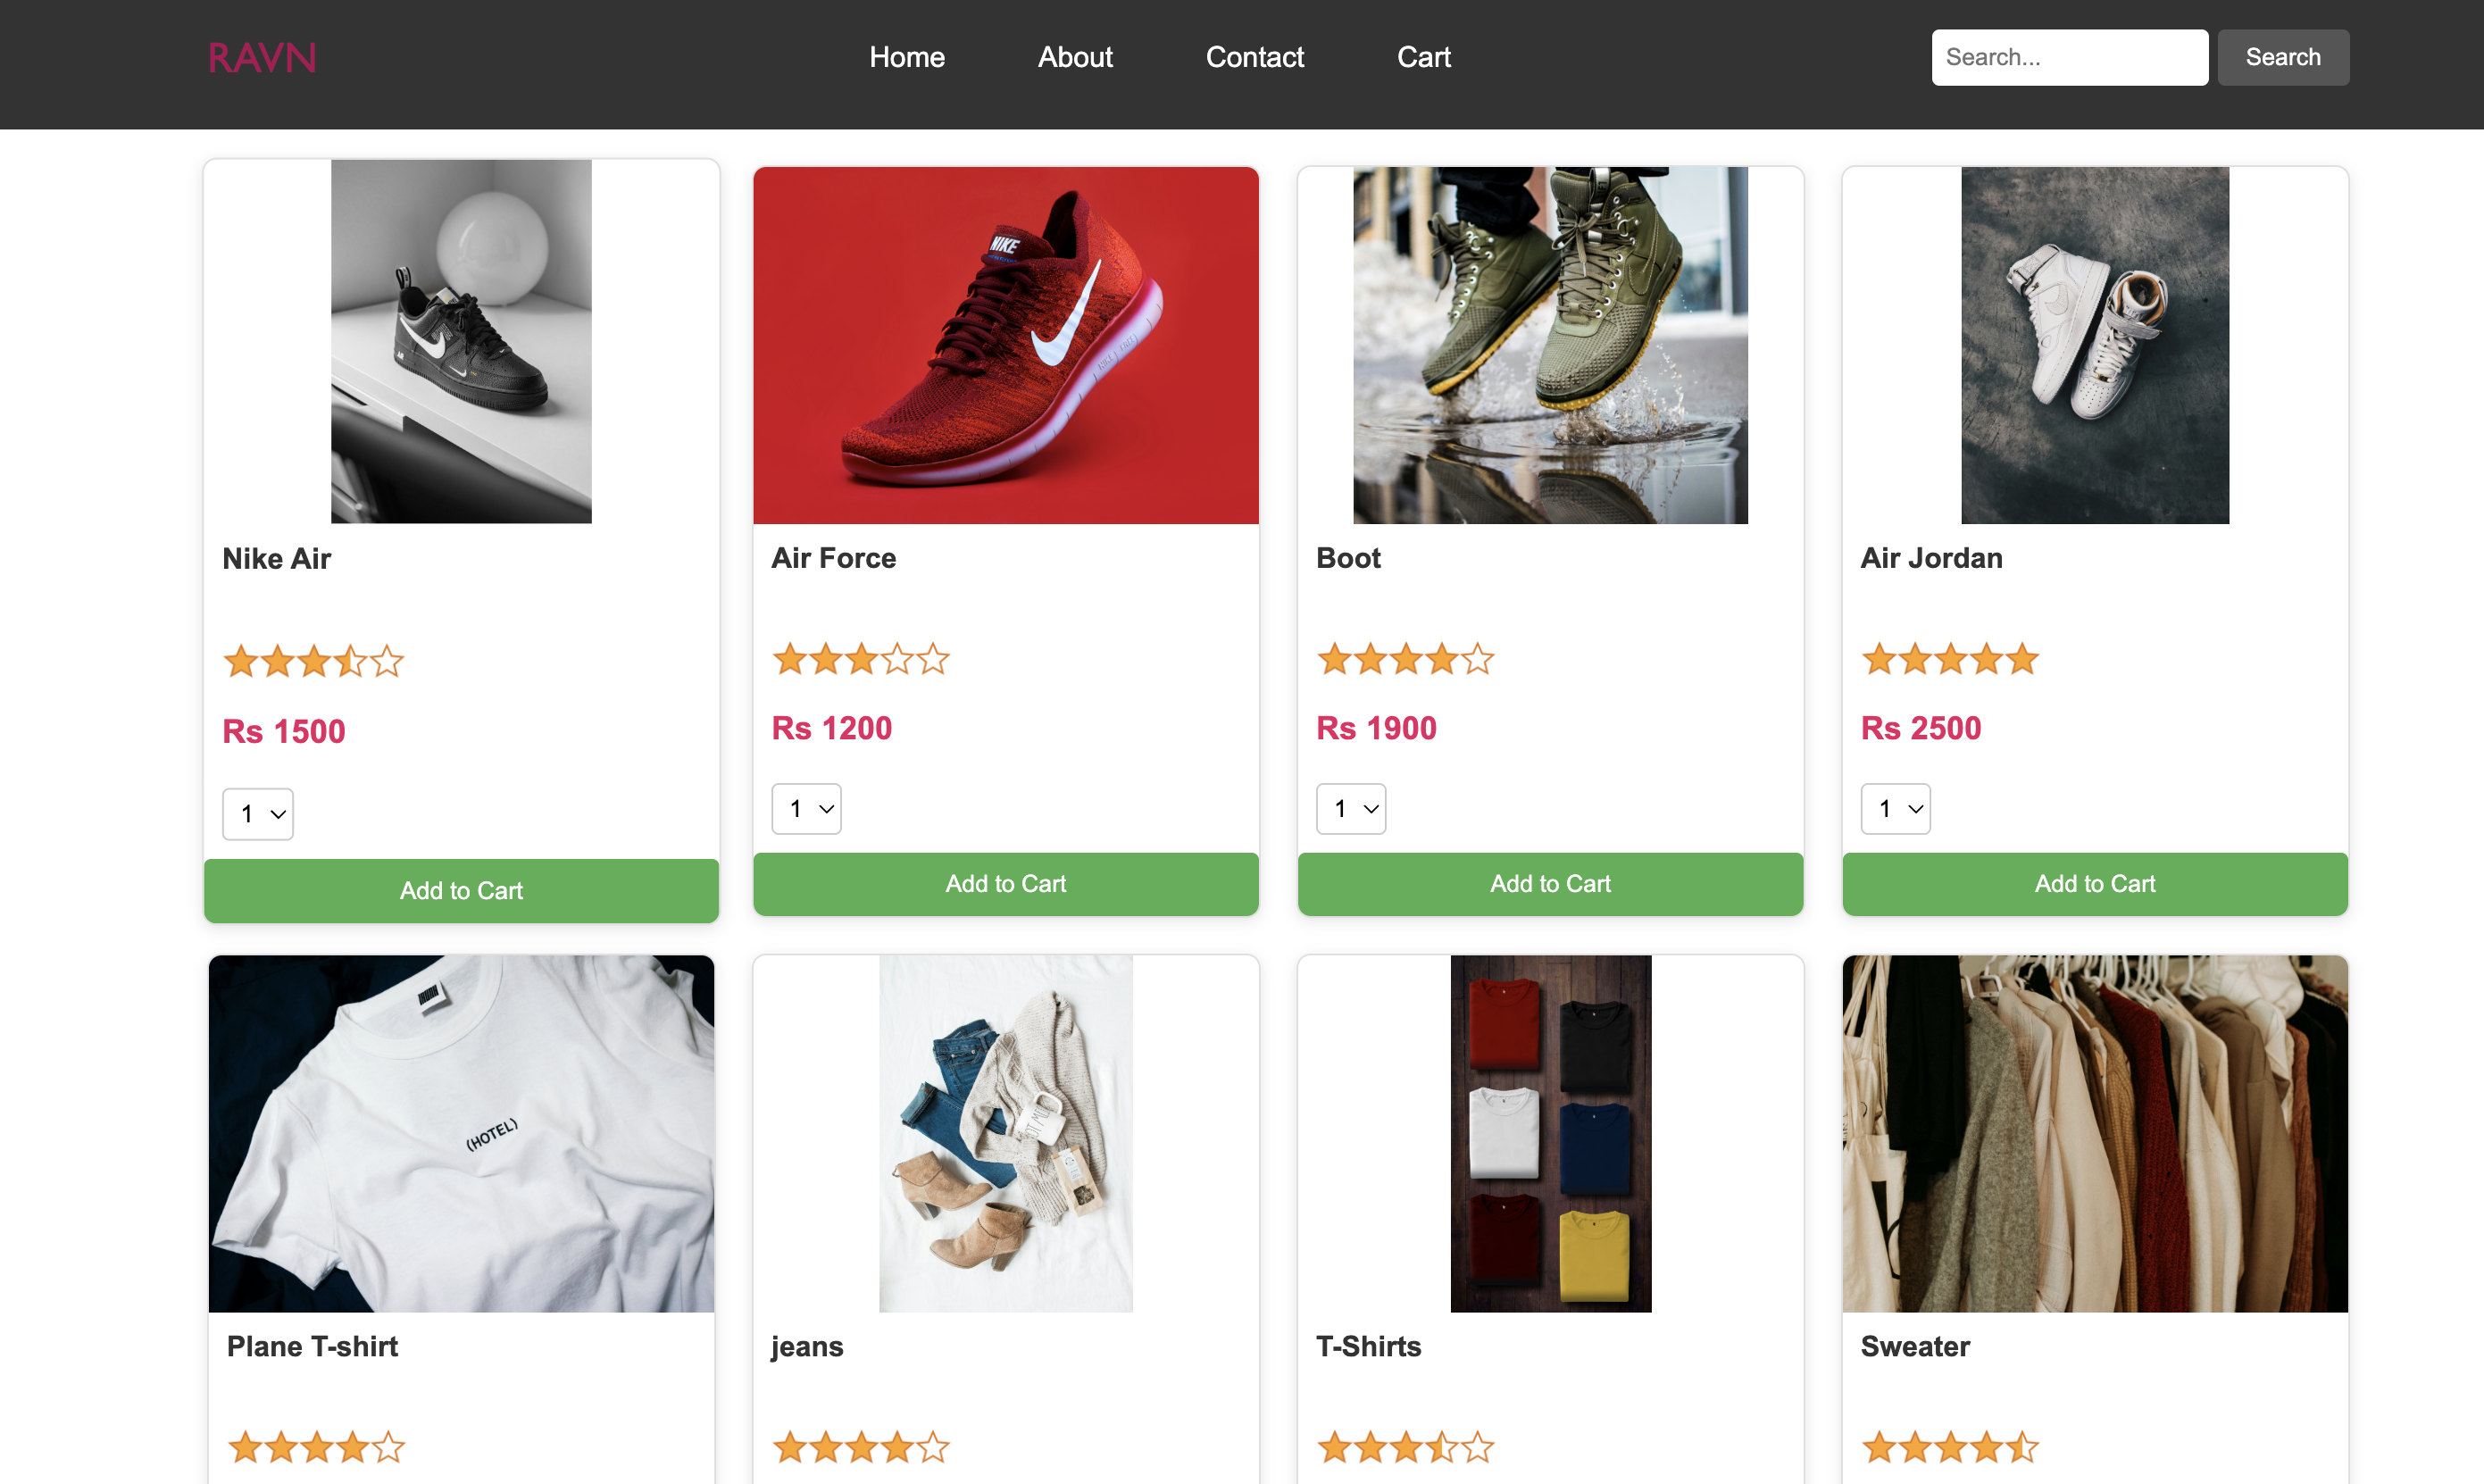 RAVN
Home
About
Contact
Cart
Search...
Search
NIKE
Nike Air
Rs 1500
1
Add to Cart
Air Force
Rs 1200
1
Add to Cart
Boot
Rs 1900
1
Add to Cart
Air Jordan
Rs 2500
1
Add to Cart
(HOTEL)
Plane T-shirt
jeans
T-Shirts
Sweater